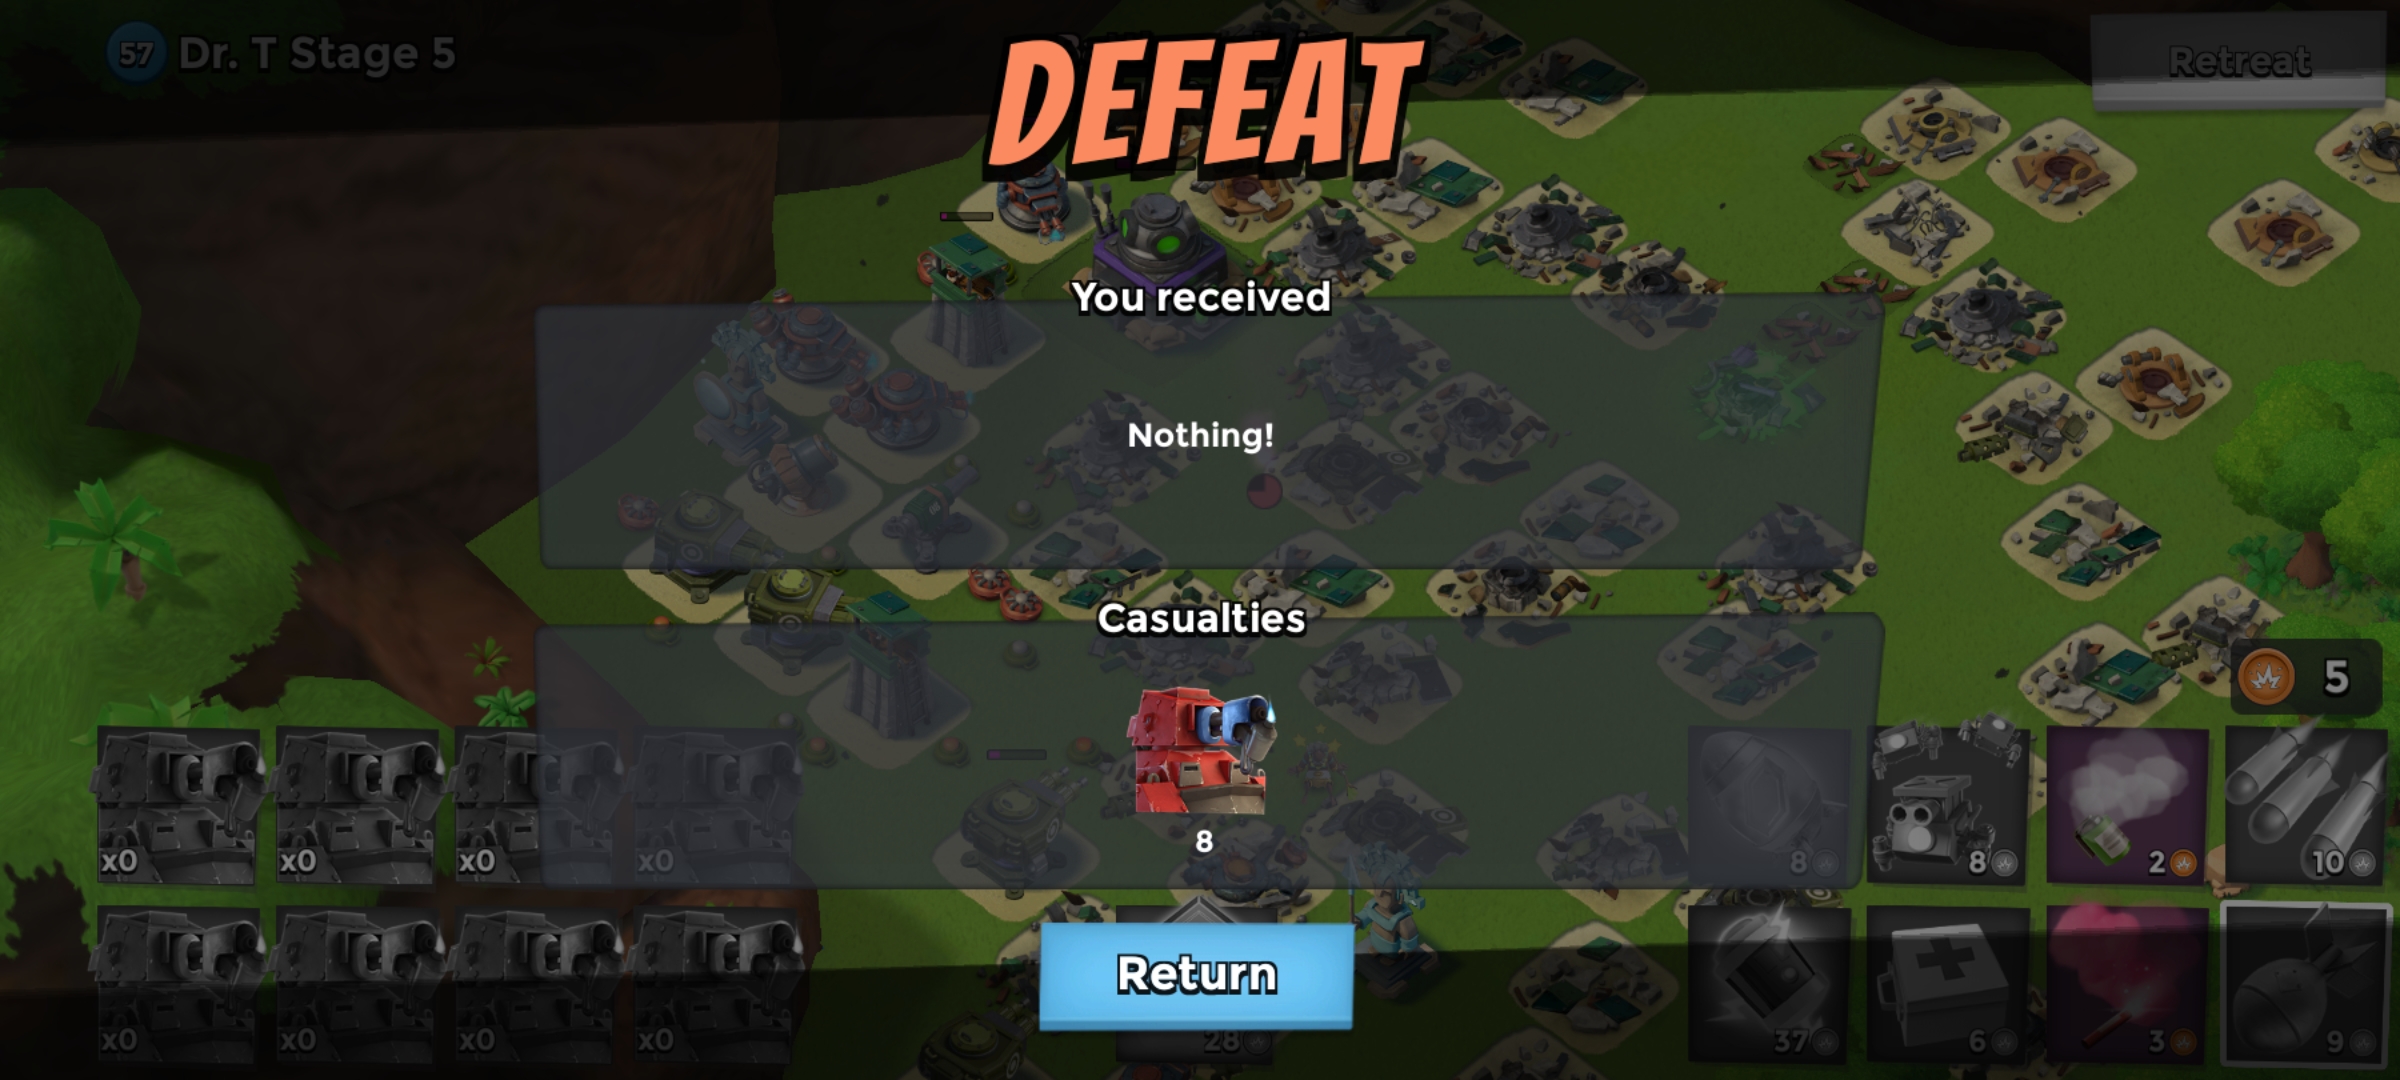 57 Dr. T Stage 5
DEFEAT
Retreat
You received
Nothing!
Casualties
8
5
x0 x0 x0 x0
8 8 2 10
Return
x0 x0 x0 x0
28
37 6 3 9